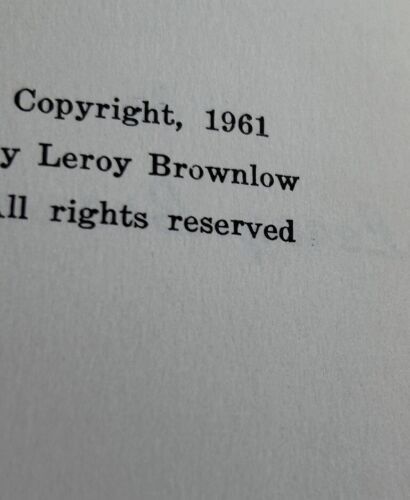 Copyright, 1961
y Leroy Brownlow
ll rights reserved